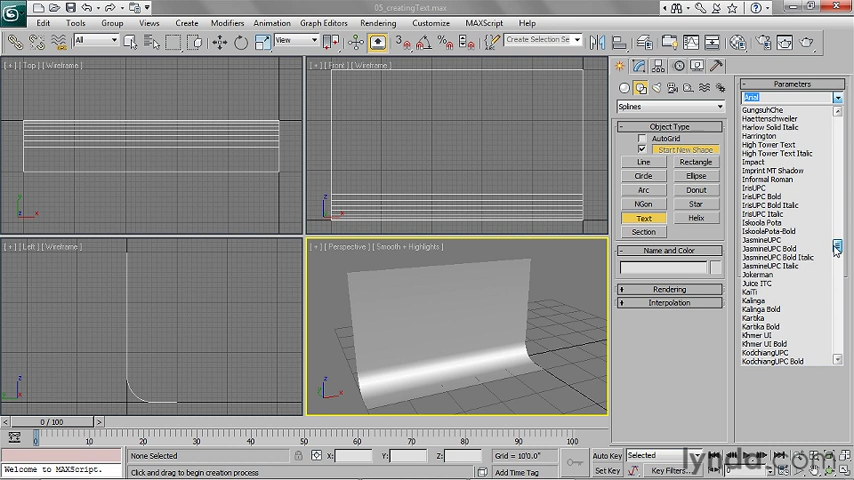 05_creatingText.max
Edit Tools Group Views Create Modifiers Animation Graph Editors Rendering Customize MAXScript Help
All View Create Selection Se
[ + ] [ Top ] [ Wireframe ]
[ + ] [ Front ] [ Wireframe ]
[ + ] [ Left ] [ Wireframe ]
[ + ] [ Perspective ] [ Smooth + Highlights ]
Splines
Object Type
AutoGrid
Start New Shape
Line Rectangle
Circle Ellipse
Arc Donut
NGon Star
Text Helix
Section
Name and Color
Rendering
Interpolation
Parameters
Arial
GungsuhChe
Haettenschweiler
Harlow Solid Italic
Harrington
High Tower Text
High Tower Text Italic
Impact
Imprint MT Shadow
Informal Roman
IrisUPC
IrisUPC Bold
IrisUPC Bold Italic
IrisUPC Italic
Iskoola Pota
IskoolaPota-Bold
JasmineUPC
JasmineUPC Bold
JasmineUPC Bold Italic
JasmineUPC Italic
Jokerman
Juice ITC
KaiTi
Kalinga
Kalinga Bold
Kartika
Kartika Bold
Khmer UI
Khmer UI Bold
KodchiangUPC
KodchiangUPC Bold
0 / 100
0 10 20 30 40 50 60 70 80 90 100
None Selected X: Y: Z: Grid = 10'0.0" Auto Key Selected
Welcome to MAXScript. Click and drag to begin creation process Add Time Tag Set Key Key Filters... 0
lynda.com